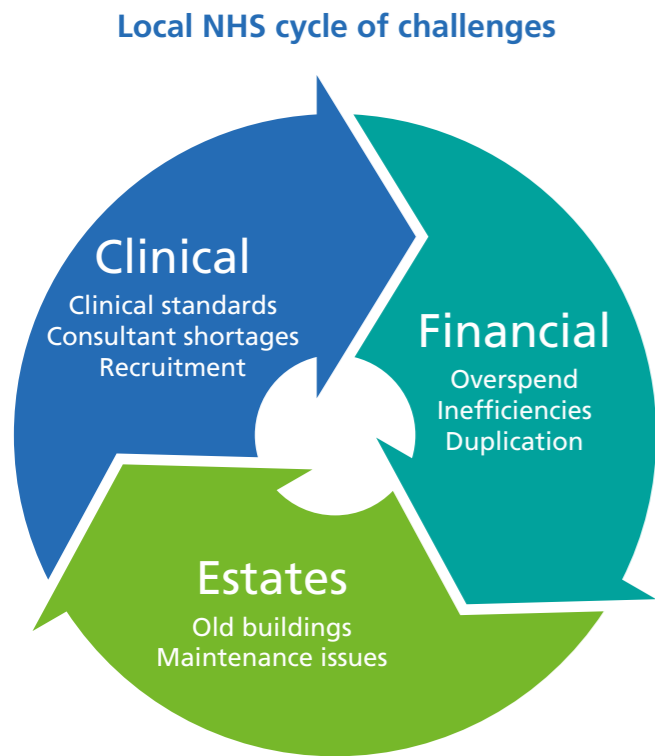 Local NHS cycle of challenges
Clinical
Clinical standards
Consultant shortages
Recruitment
Financial
Overspend
Inefficiencies
Duplication
Estates
Old buildings
Maintenance issues